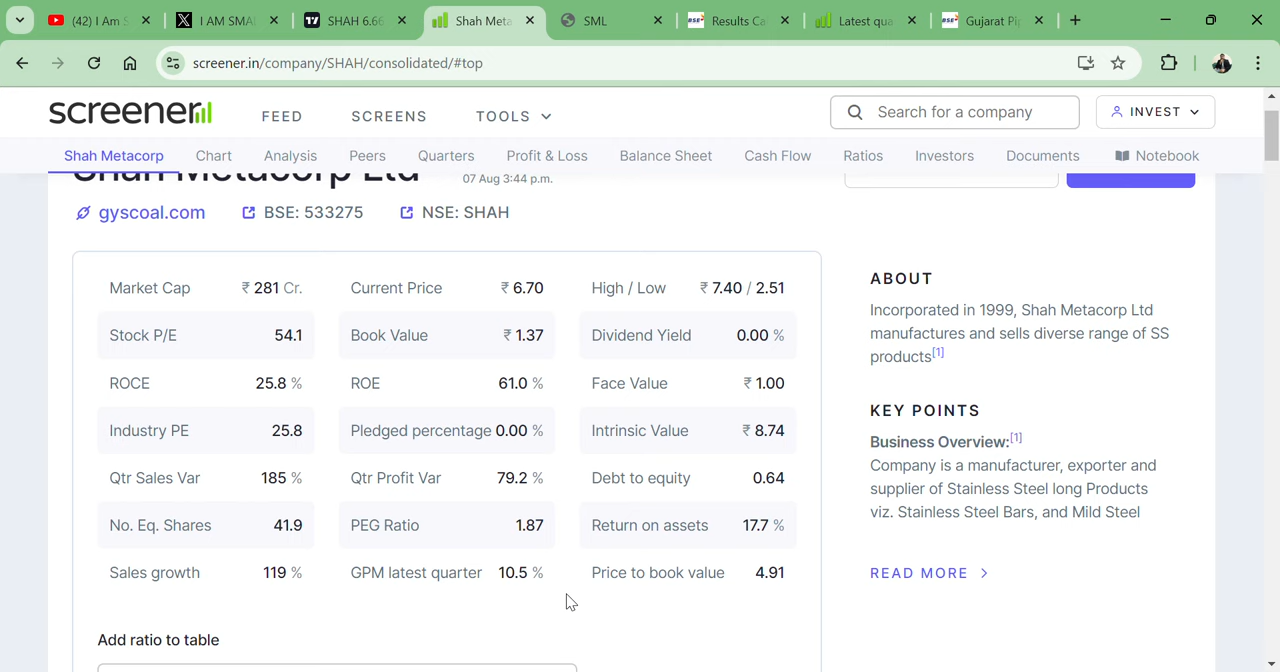 (42) I Am S
I AM SMA
SHAH 6.66
Shah Meta
SML
Results Ca
Latest qua
Gujarat Pi
screener.in/company/SHAH/consolidated/#top
screener
FEED
SCREENS
TOOLS
Search for a company
INVEST
Shah Metacorp
Chart
Analysis
Peers
Quarters
Profit & Loss
Balance Sheet
Cash Flow
Ratios
Investors
Documents
Notebook
Shah Metacorp Ltd
07 Aug 3:44 p.m.
gyscoal.com
BSE: 533275
NSE: SHAH
Market Cap ₹ 281 Cr.
Current Price ₹ 6.70
High / Low ₹ 7.40 / 2.51
Stock P/E 54.1
Book Value ₹ 1.37
Dividend Yield 0.00 %
ROCE 25.8 %
ROE 61.0 %
Face Value ₹ 1.00
Industry PE 25.8
Pledged percentage 0.00 %
Intrinsic Value ₹ 8.74
Qtr Sales Var 185 %
Qtr Profit Var 79.2 %
Debt to equity 0.64
No. Eq. Shares 41.9
PEG Ratio 1.87
Return on assets 17.7 %
Sales growth 119 %
GPM latest quarter 10.5 %
Price to book value 4.91
Add ratio to table
ABOUT
Incorporated in 1999, Shah Metacorp Ltd
manufactures and sells diverse range of SS
products[1]
KEY POINTS
Business Overview:[1]
Company is a manufacturer, exporter and
supplier of Stainless Steel long Products
viz. Stainless Steel Bars, and Mild Steel
READ MORE